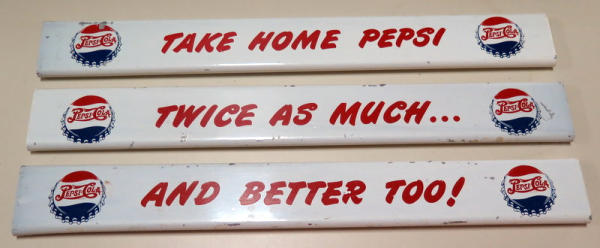 PEPSI-COLA TAKE HOME PEPSI PEPSI-COLA
PEPSI-COLA TWICE AS MUCH... PEPSI-COLA
PEPSI-COLA AND BETTER TOO! PEPSI-COLA